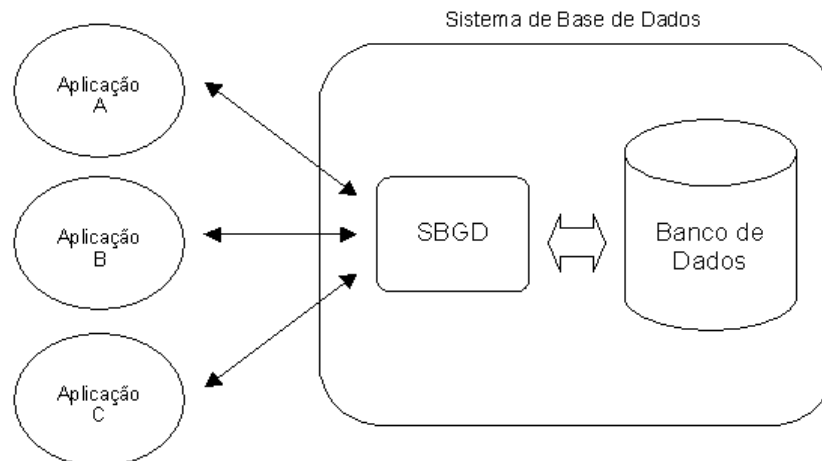 Sistema de Base de Dados
Aplicação
A
Aplicação
B
Aplicação
C
SBGD
Banco de
Dados